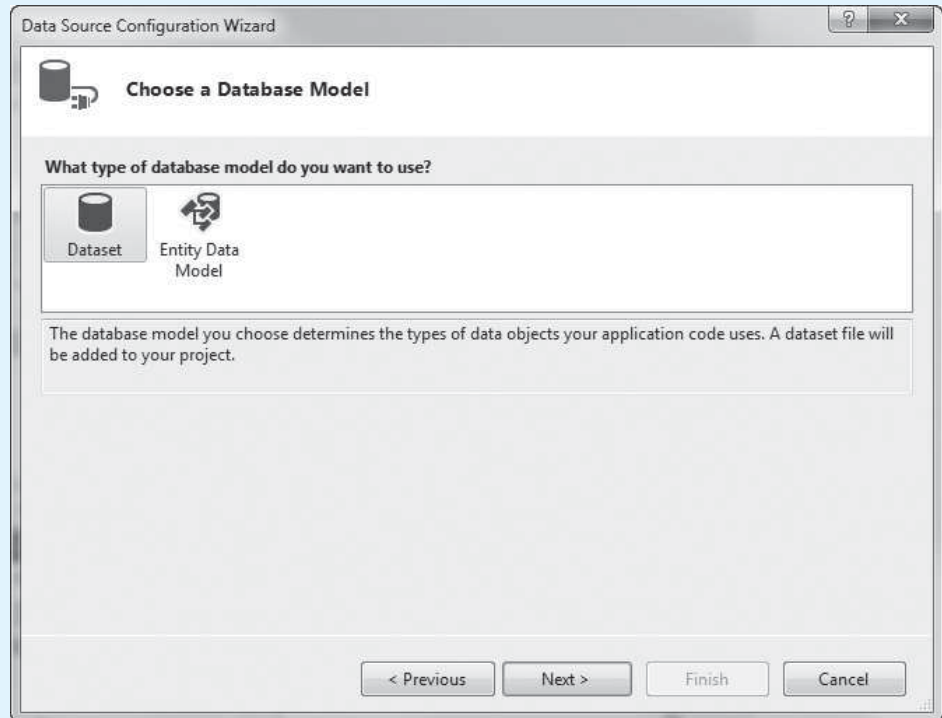 Data Source Configuration Wizard
?
X
Choose a Database Model
What type of database model do you want to use?
Dataset
Entity Data
Model
The database model you choose determines the types of data objects your application code uses. A dataset file will
be added to your project.
< Previous
Next >
Finish
Cancel